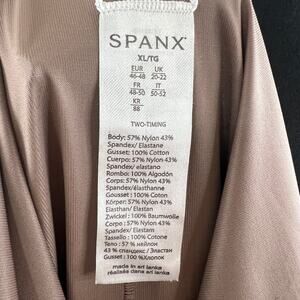 SPANX
XL/TG
EUR UK
46-48 20-22
FR IT
48-50 50-52
KR
88
TWO-TIMING
Body: 57% Nylon 43%
Spandex/ Elastane
Gusset: 100% Cotton
Cuerpo: 57% Nylon 43%
Spandex/ elastano
Rombo: 100% Algodón
Corps: 57% Nylon 43%
Spandex/élasthanne
Gousset: 100% Coton
Körper: 57% Nylon 43%
Elasthan/ Elastan
Zwickel: 100% Baumwolle
Corpo: 57% Nylon 43%
Elastan/ Spandex
Tassello: 100% Cotone
Тело: 57% нейлон
43 % спандекс / Эластан
Gusset: 100 %Хлопок
made in sri lanka